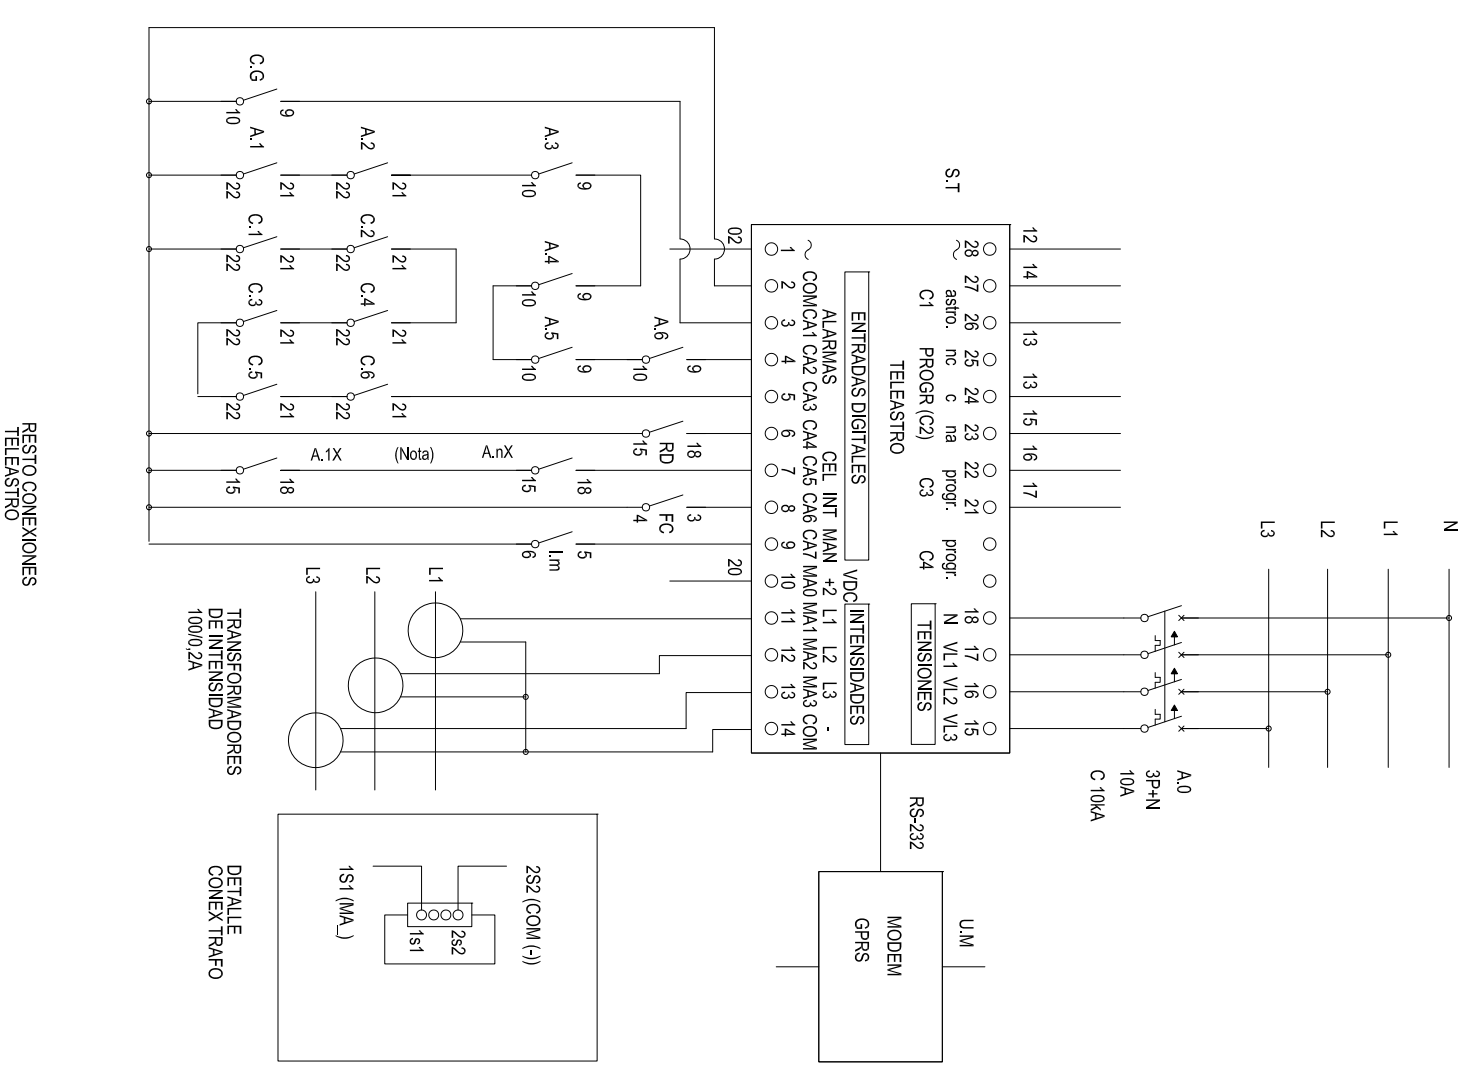 C.G
10
9
A.1
22
21
A.2
22
21
A.3
10
9
C.1
22
21
C.2
22
21
A.4
10
9
C.3
22
21
C.4
22
21
A.5
10
9
A.6
10
9
C.5
22
21
C.6
22
21
15
RD
18
A.1X
(Nota)
A.nX
15
18
15
18
4
FC
3
6
I.m
5
S.T
02
20
1 2 3 4 5 6 7 8 9 10 11 12 13 14
~ COM CA1 CA2 CA3 CA4 CA5 CA6 CA7 MA0 MA1 MA2 MA3 COM
ALARMAS CEL INT MAN +2 L1 L2 L3 -
ENTRADAS DIGITALES
VDC
INTENSIDADES
TELEASTRO
TENSIONES
C1 PROGR (C2) C3 C4
~ astro. nc c na progr. progr. N VL1 VL2 VL3
28 27 26 25 24 23 22 21 18 17 16 15
12
14
13
13
15
16
17
N
L1
L2
L3
A.0
3P+N
10A
C 10kA
L1
L2
L3
TRANSFORMADORES
DE INTENSIDAD
100/0,2A
RS-232
U.M
MODEM
GPRS
2S2 (COM (-))
2s2
1s1
1S1 (MA_)
DETALLE
CONEX TRAFO
RESTO CONEXIONES
TELEASTRO